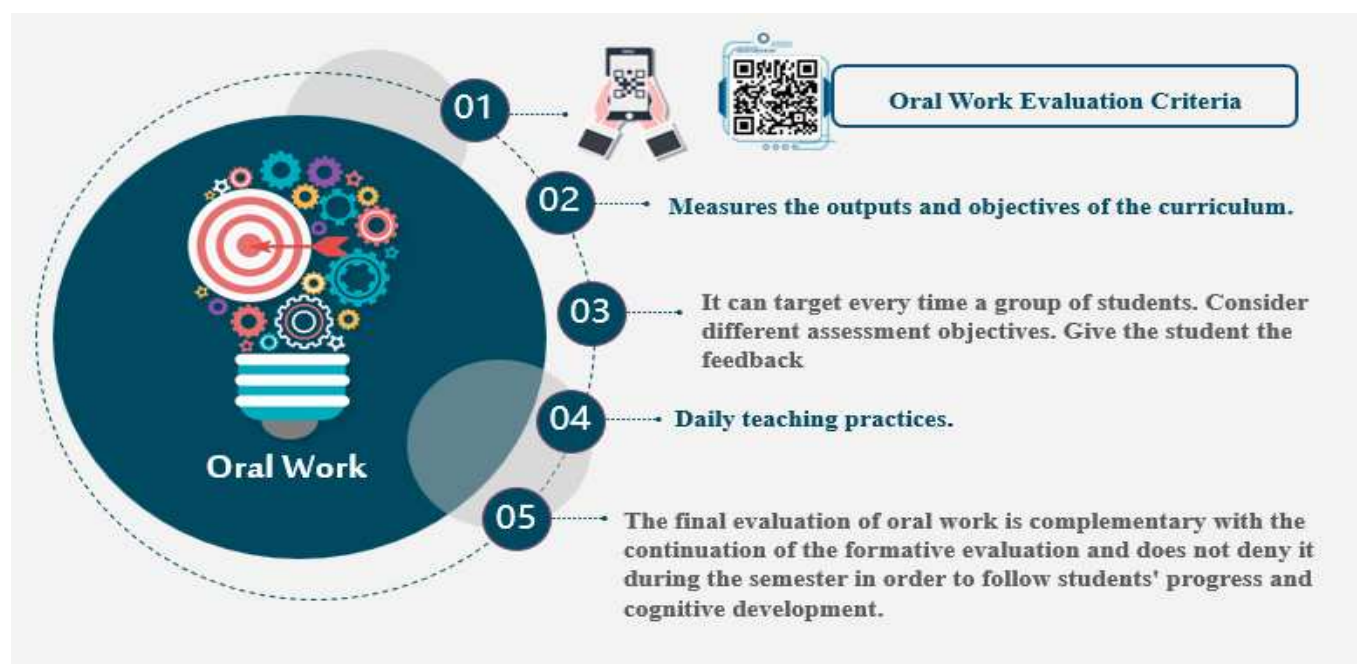 01
Oral Work Evaluation Criteria
02
Measures the outputs and objectives of the curriculum.
03
It can target every time a group of students. Consider
different assessment objectives. Give the student the
feedback
04
Daily teaching practices.
Oral Work
05
The final evaluation of oral work is complementary with the
continuation of the formative evaluation and does not deny it
during the semester in order to follow students' progress and
cognitive development.